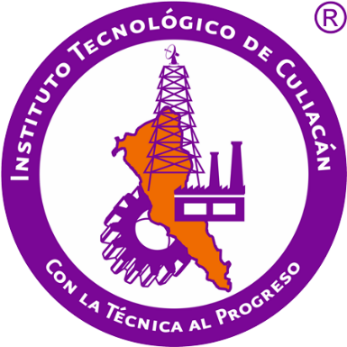 ®
INSTITUTO TECNOLÓGICO DE CULIACÁN
CON LA TÉCNICA AL PROGRESO